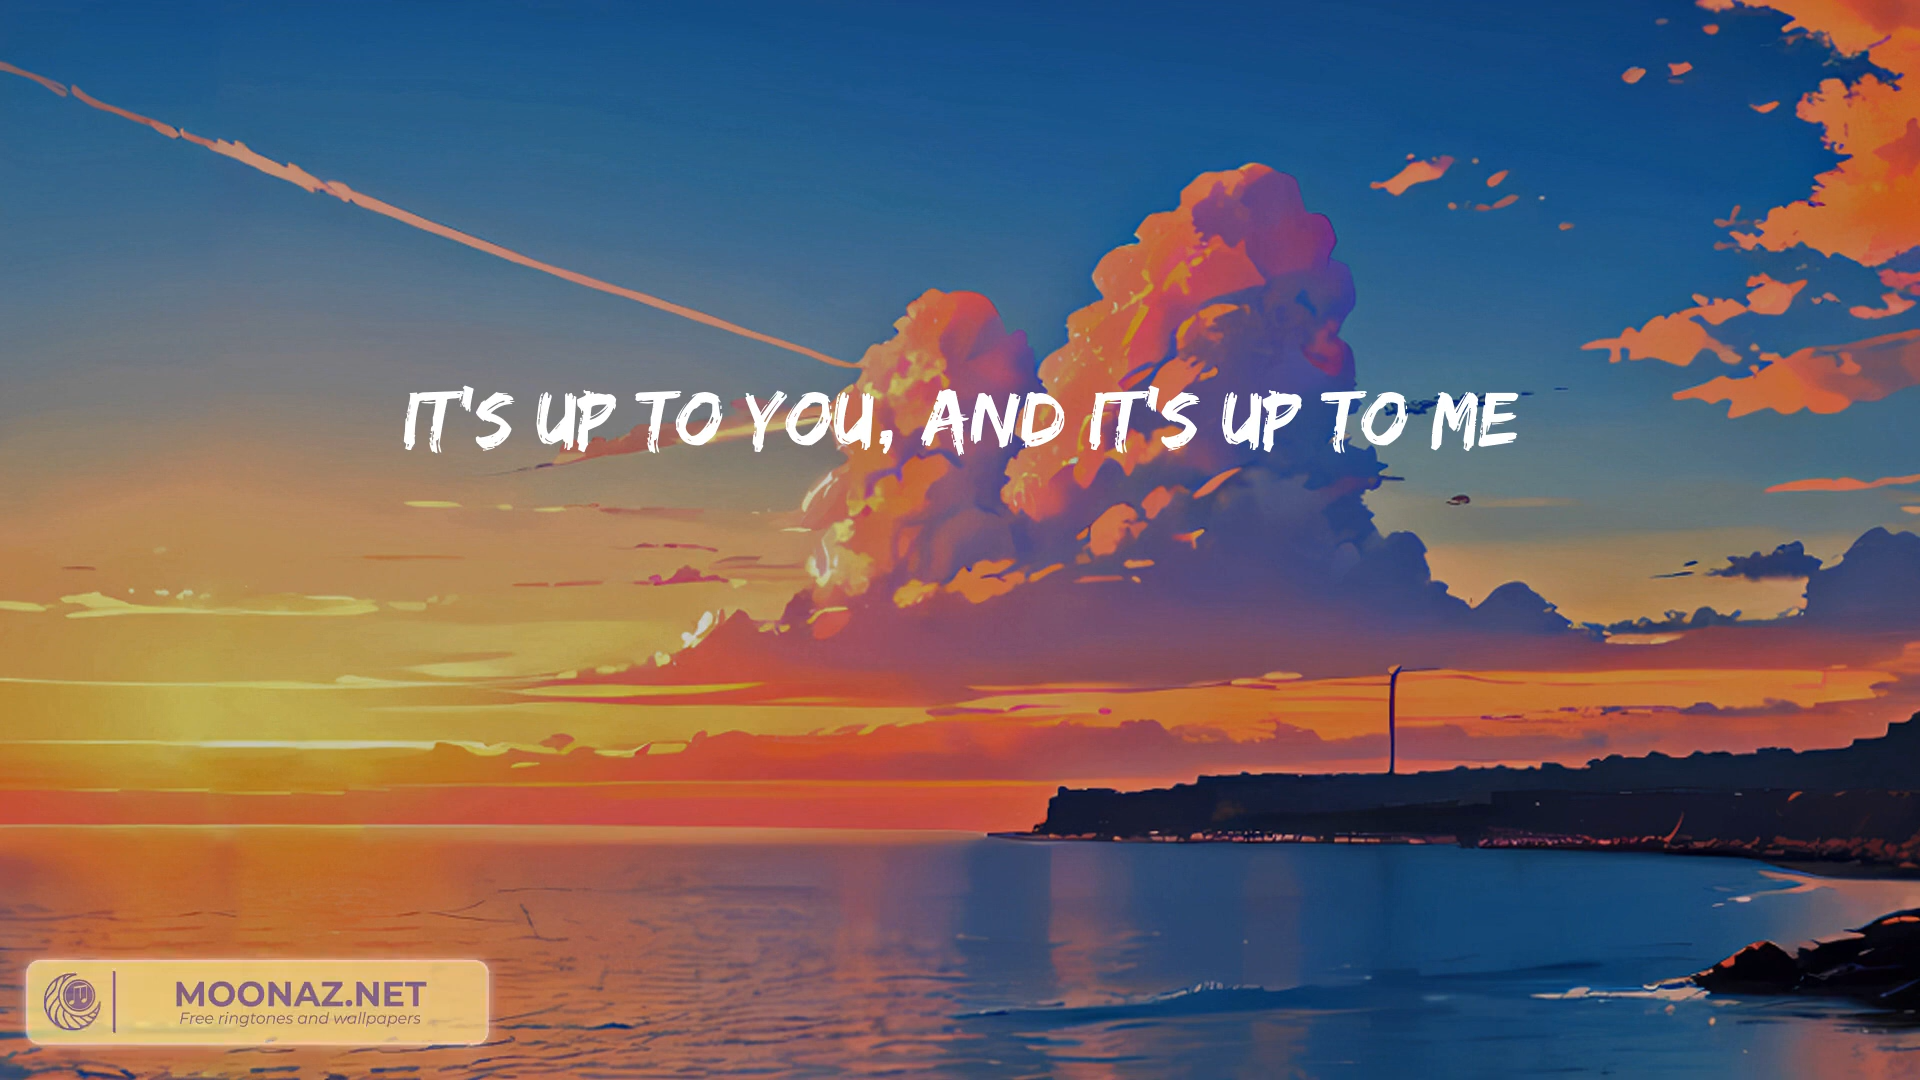 IT'S UP TO YOU, AND IT'S UP TO ME
MOONAZ.NET
Free ringtones and wallpapers